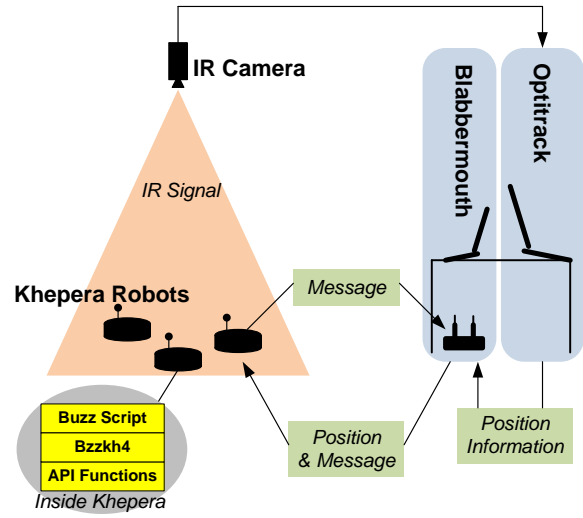 IR Camera
IR Signal
Blabbermouth
Optitrack
Khepera Robots
Message
Buzz Script
Bzzkh4
API Functions
Inside Khepera
Position
& Message
Position
Information